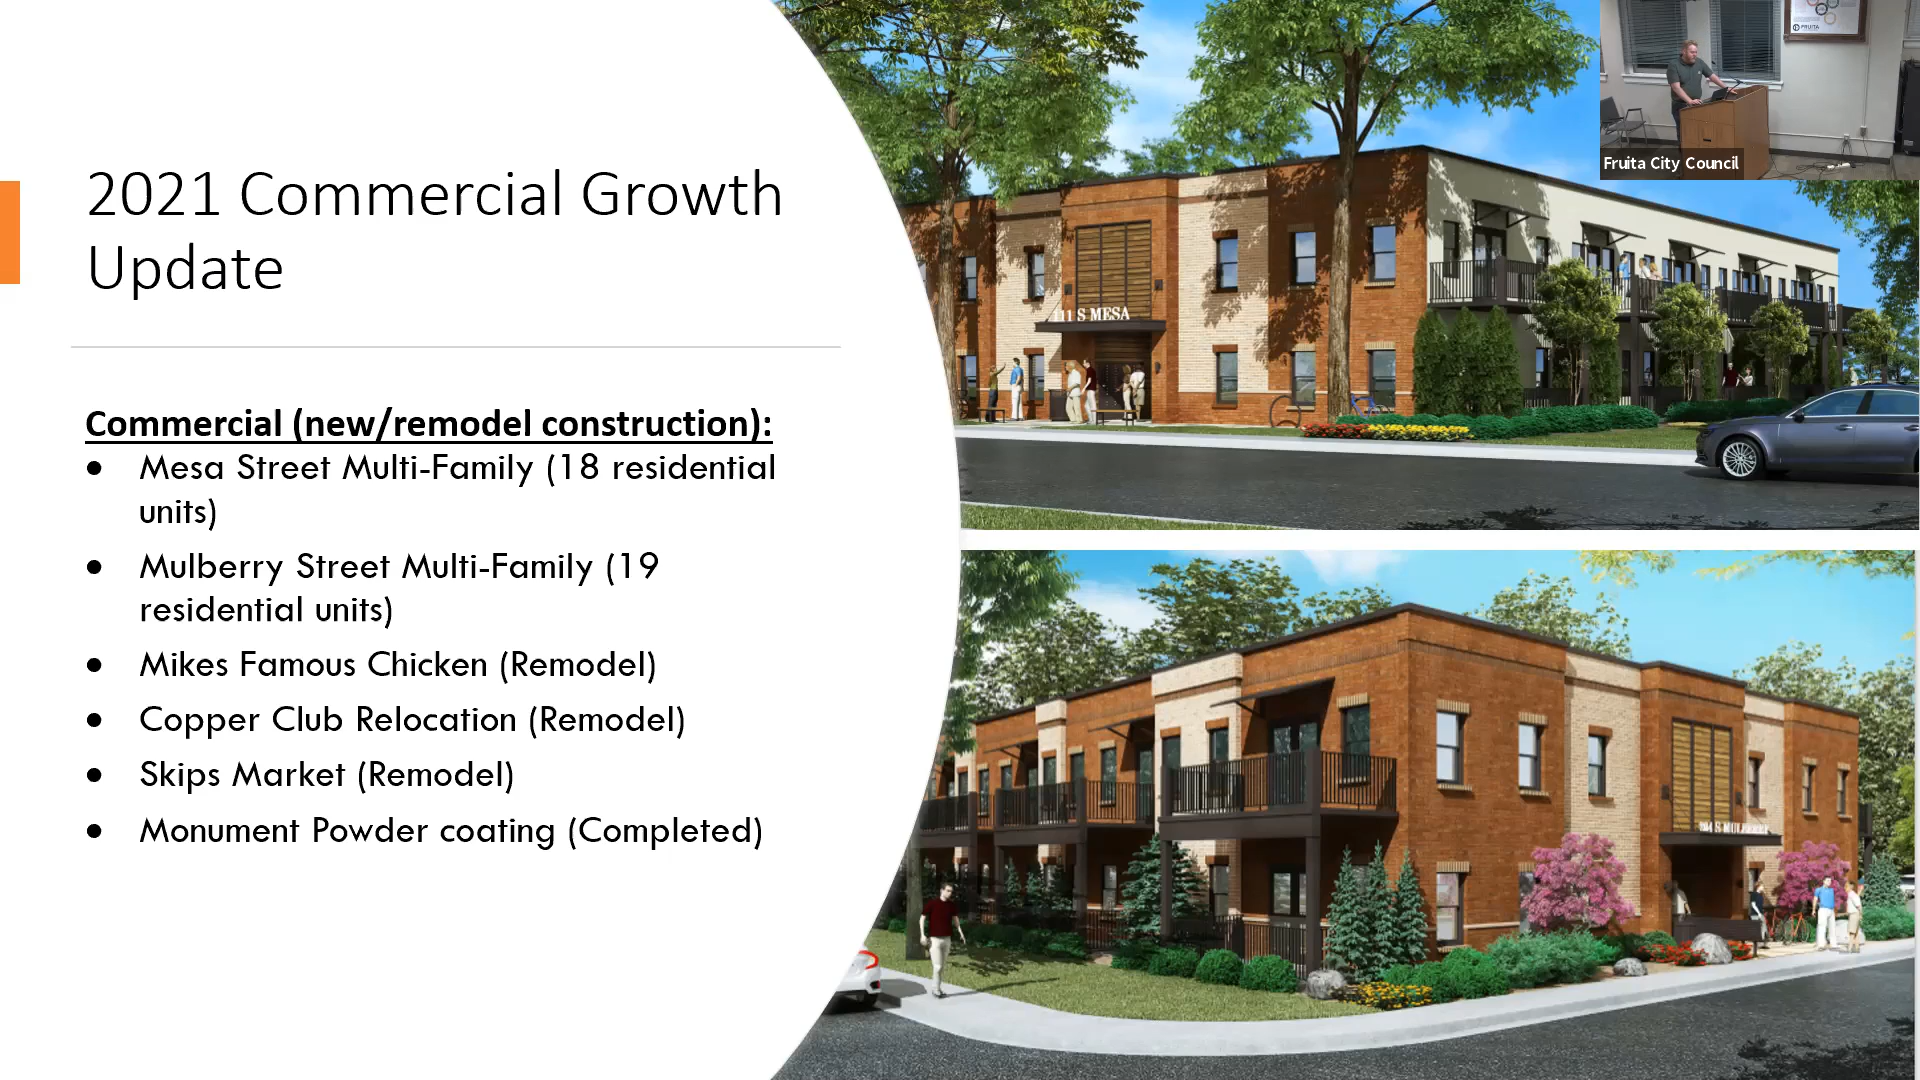 2021 Commercial Growth
Update
Commercial (new/remodel construction):
• Mesa Street Multi-Family (18 residential
units)
• Mulberry Street Multi-Family (19
residential units)
• Mikes Famous Chicken (Remodel)
• Copper Club Relocation (Remodel)
• Skips Market (Remodel)
• Monument Powder coating (Completed)
111 S MESA
FRUITA
Fruita City Council